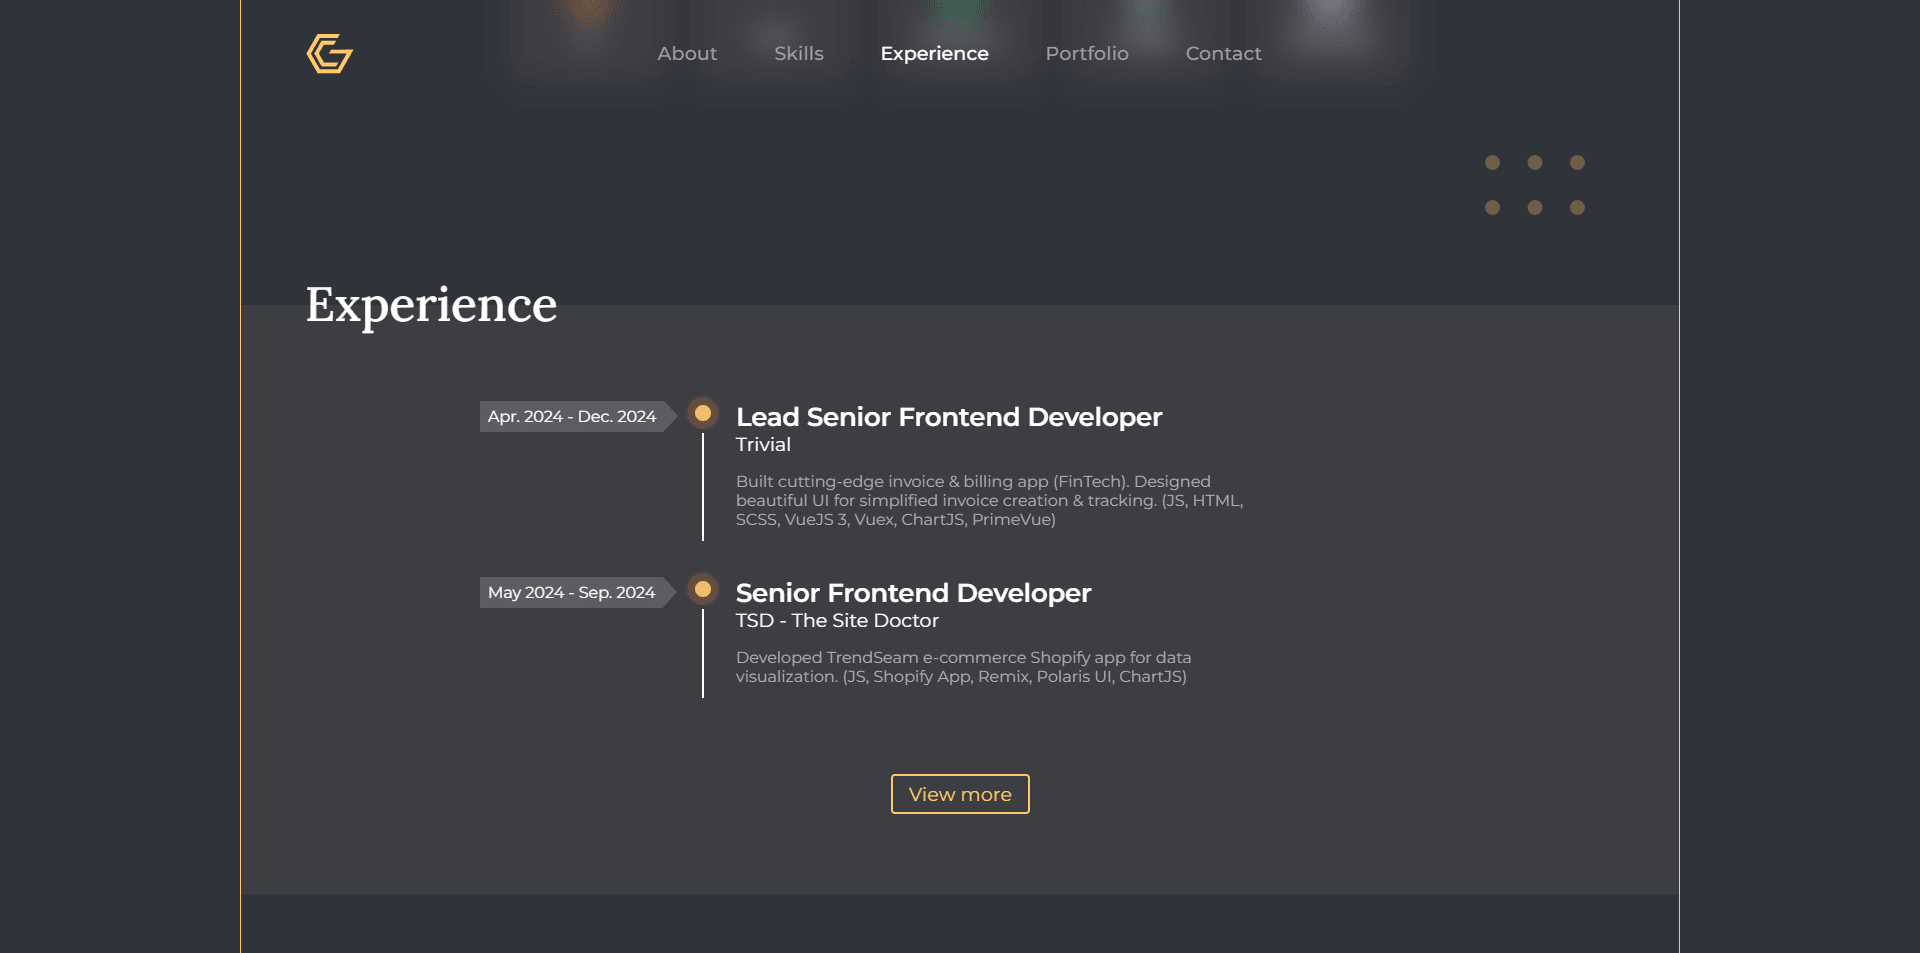 About
Skills
Experience
Portfolio
Contact
Experience
Apr. 2024 - Dec. 2024
Lead Senior Frontend Developer
Trivial
Built cutting-edge invoice & billing app (FinTech). Designed
beautiful UI for simplified invoice creation & tracking. (JS, HTML,
SCSS, VueJS 3, Vuex, ChartJS, PrimeVue)
May 2024 - Sep. 2024
Senior Frontend Developer
TSD - The Site Doctor
Developed TrendSeam e-commerce Shopify app for data
visualization. (JS, Shopify App, Remix, Polaris UI, ChartJS)
View more